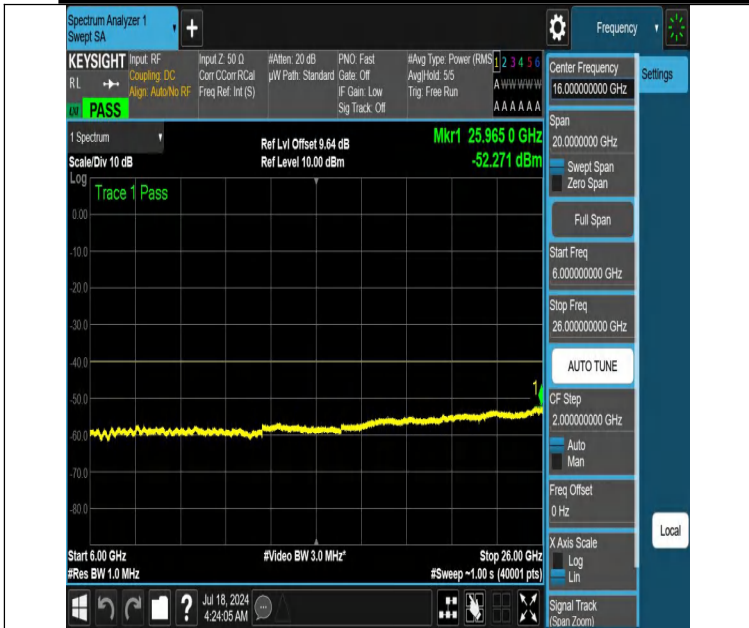 Spectrum Analyzer 1
Swept SA
Frequency
KEYSIGHT
RL
PASS
Input: RF
Coupling: DC
Align: Auto/No RF
Input Z: 50 Ω
Corr CCorr RCal
Freq Ref: Int (S)
#Atten: 20 dB
µW Path: Standard
PNO: Fast
Gate: Off
IF Gain: Low
Sig Track: Off
#Avg Type: Power (RMS
Avg|Hold: 5/5
Trig: Free Run
1 2 3 4 5 6
A W W W W W
A A A A A A
1 Spectrum
Scale/Div 10 dB
Ref Lvl Offset 9.64 dB
Ref Level 10.00 dBm
Mkr1 25.965 0 GHz
-52.271 dBm
Log
Trace 1 Pass
0.00
-10.0
-20.0
-30.0
-40.0
-50.0
-60.0
-70.0
-80.0
1
Start 6.00 GHz
#Res BW 1.0 MHz
#Video BW 3.0 MHz*
Stop 26.00 GHz
#Sweep ~1.00 s (40001 pts)
Jul 18, 2024
4:24:05 AM
Center Frequency
16.000000000 GHz
Settings
Span
20.0000000 GHz
Swept Span
Zero Span
Full Span
Start Freq
6.000000000 GHz
Stop Freq
26.000000000 GHz
AUTO TUNE
CF Step
2.000000000 GHz
Auto
Man
Freq Offset
0 Hz
X Axis Scale
Log
Lin
Local
Signal Track
(Span Zoom)